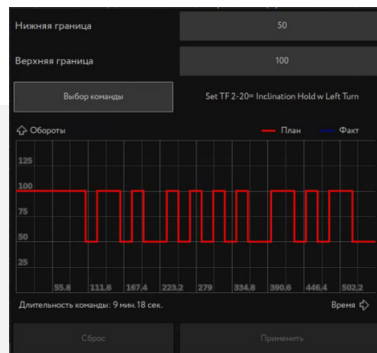 Нижняя граница 50
Верхняя граница 100
Выбор команды Set TF 2-20= Inclination Hold w Left Turn
Обороты План Факт
125
100
75
50
25
55.8 111.6 167.4 223.2 279 334.8 390.6 446.4 502.2
Длительность команды: 9 мин. 18 сек. Время
Сброс Применить